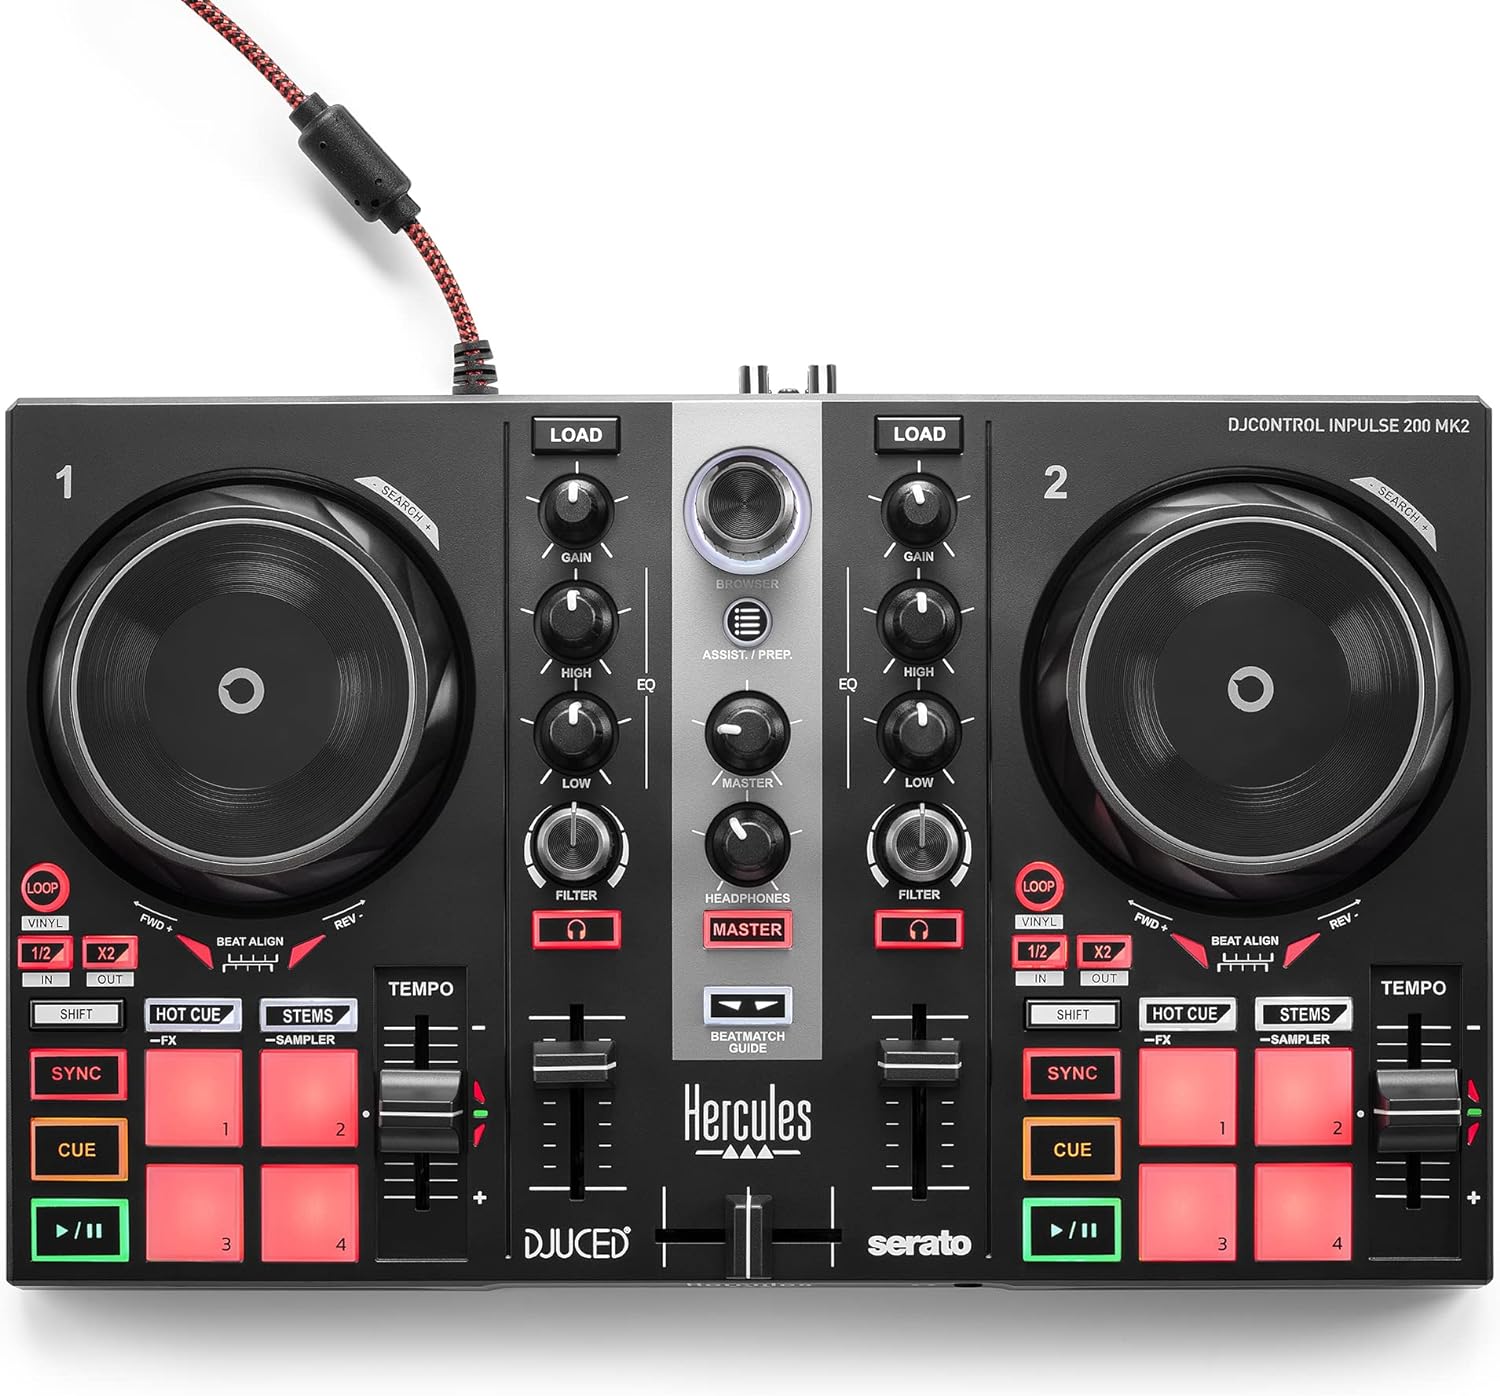 DJCONTROL INPULSE 200 MK2
LOAD
LOAD
1
- SEARCH +
2
- SEARCH +
GAIN
GAIN
BROWSER
ASSIST. / PREP.
HIGH
HIGH
EQ
EQ
LOW
MASTER
LOW
FILTER
HEADPHONES
FILTER
MASTER
LOOP
VINYL
1/2
X2
IN
OUT
FWD +
REV -
BEAT ALIGN
LOOP
VINYL
1/2
X2
IN
OUT
FWD +
REV -
BEAT ALIGN
SHIFT
HOT CUE
STEMS
–FX
–SAMPLER
TEMPO
-
+
BEATMATCH
GUIDE
SHIFT
HOT CUE
STEMS
–FX
–SAMPLER
TEMPO
-
+
SYNC
1
2
CUE
3
4
/
Hercules
SYNC
1
2
CUE
3
4
/
DJUCED®
serato